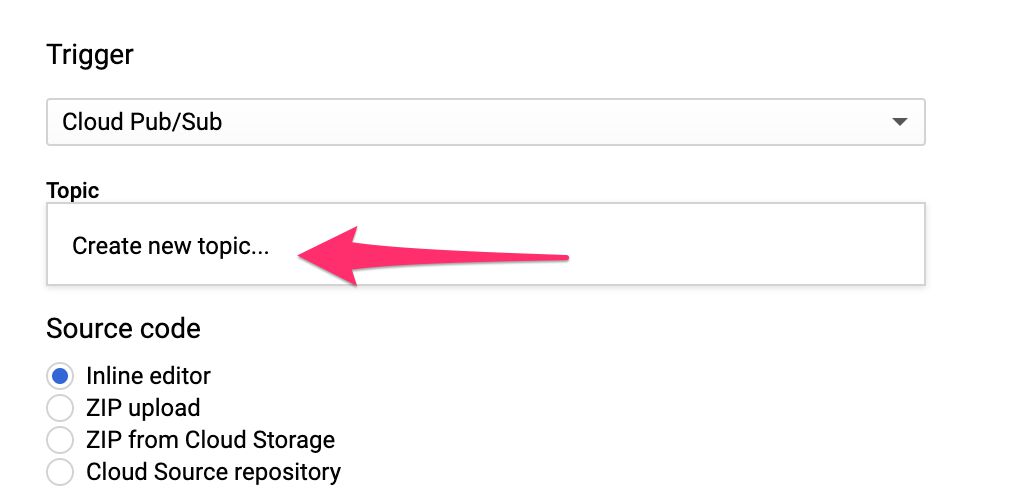 Trigger
Cloud Pub/Sub
Topic
Create new topic...
Source code
Inline editor
ZIP upload
ZIP from Cloud Storage
Cloud Source repository